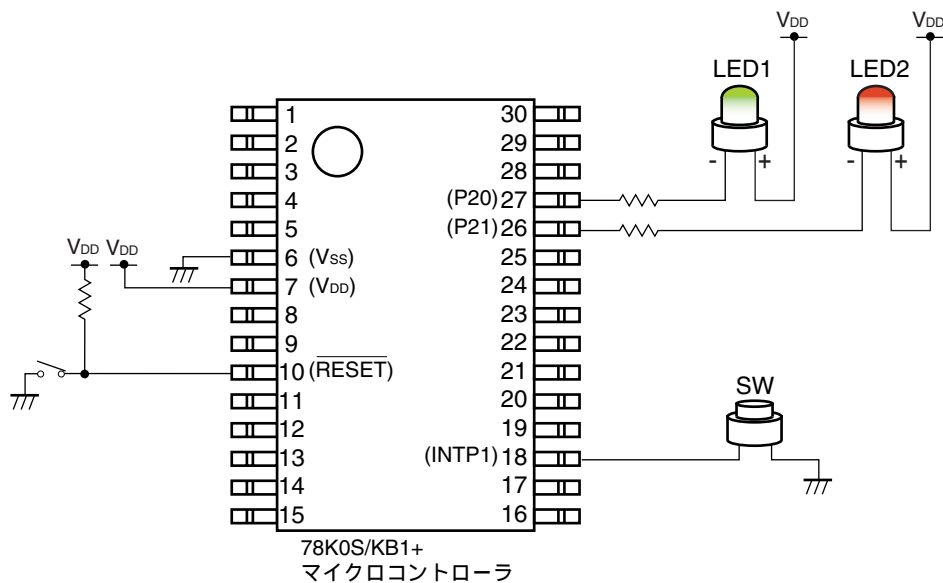 VDD
VDD
LED1
LED2
- +
- +
1
2
3
4
5
6 (VSS)
7 (VDD)
8
9
10 (RESET)
11
12
13
14
15
30
29
28
(P20) 27
(P21) 26
25
24
23
22
21
20
19
(INTP1) 18
17
16
VDD
VDD
SW
78K0S/KB1+
マイクロコントローラ